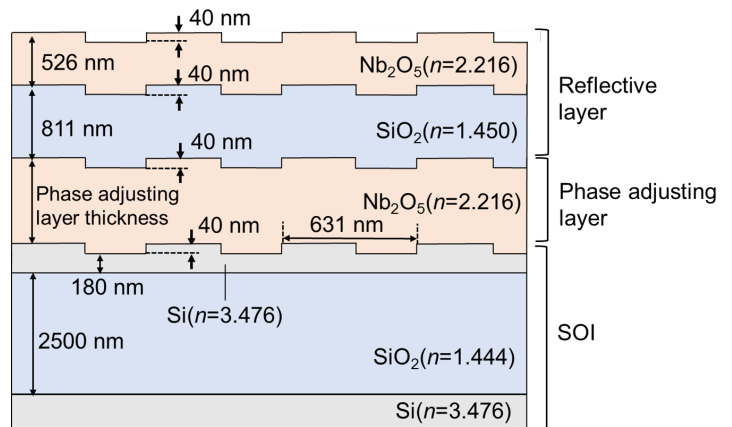 40 nm
526 nm
40 nm
Nb₂O₅(n=2.216)
Reflective
layer
811 nm
SiO₂(n=1.450)
40 nm
Phase adjusting
layer thickness
Nb₂O₅(n=2.216)
Phase adjusting
layer
40 nm
631 nm
180 nm
Si(n=3.476)
2500 nm
SOI
SiO₂(n=1.444)
Si(n=3.476)